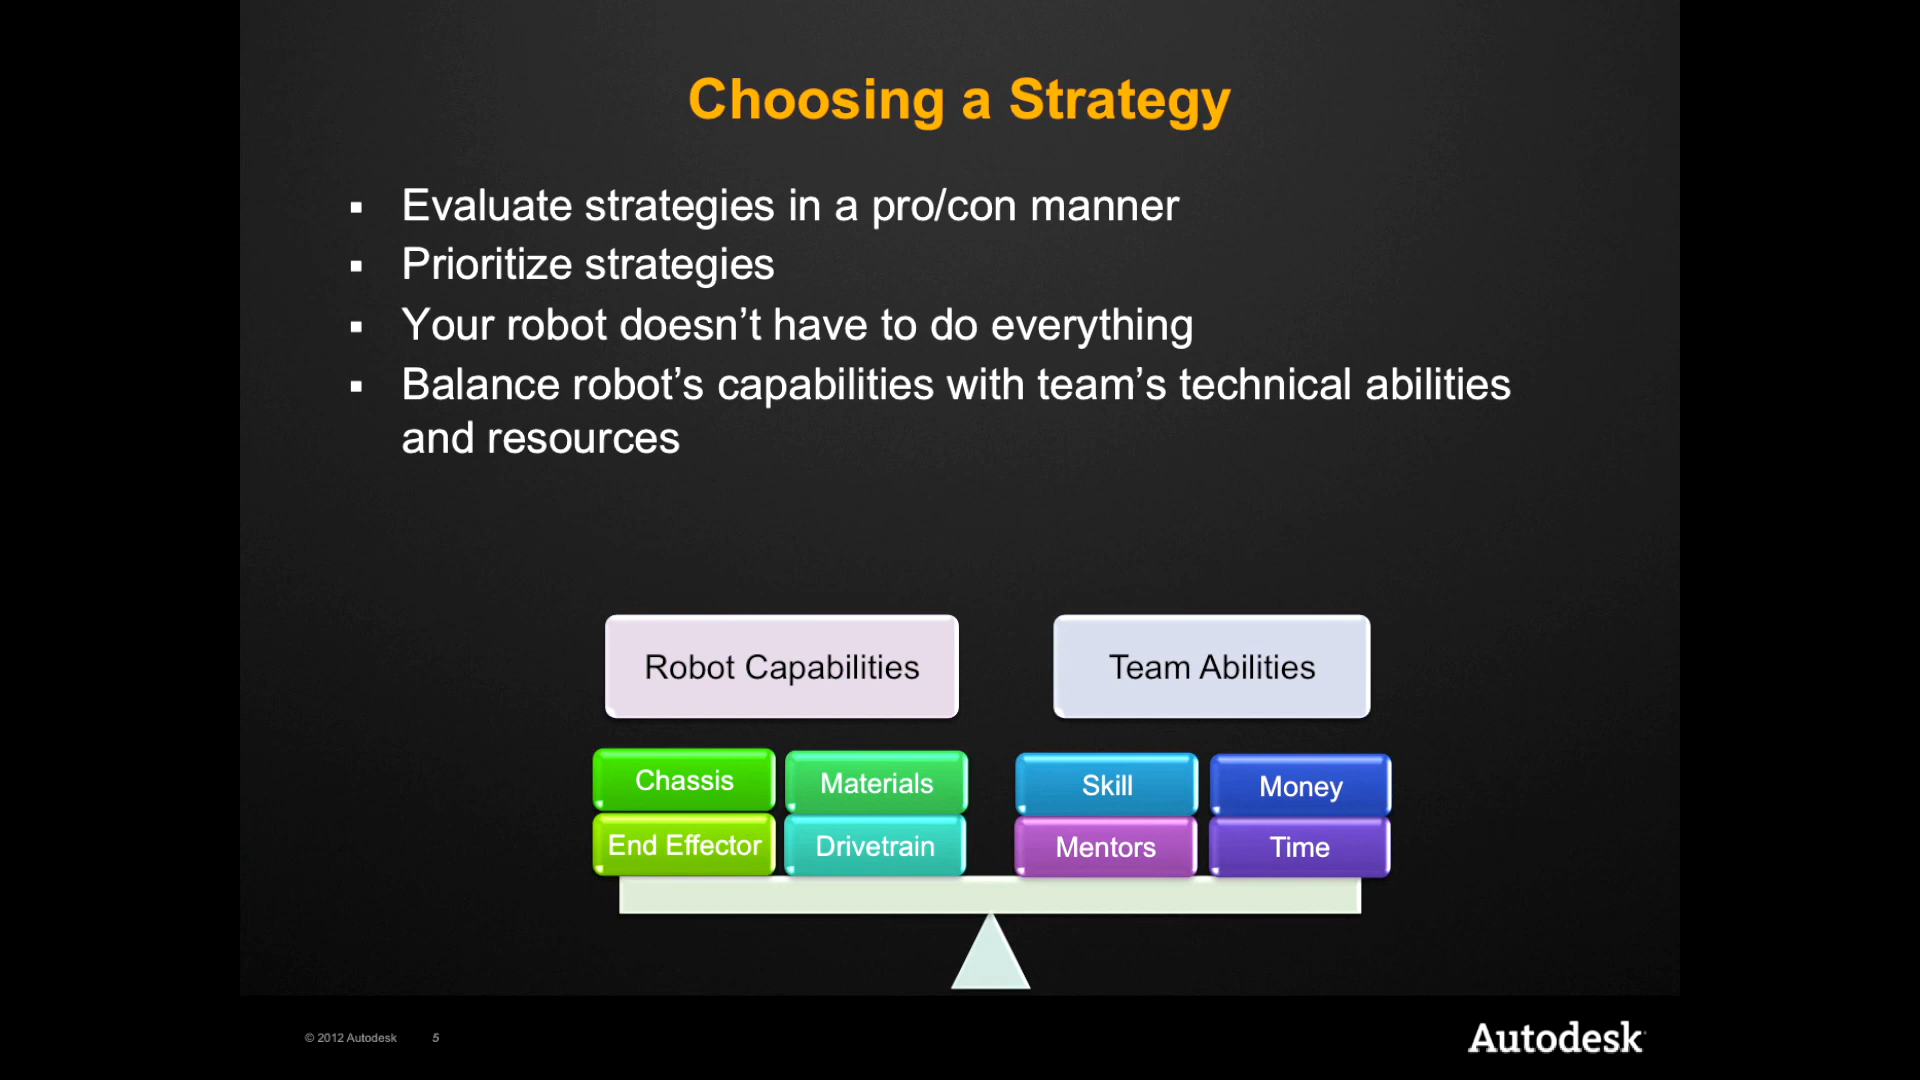 Choosing a Strategy
▪ Evaluate strategies in a pro/con manner
▪ Prioritize strategies
▪ Your robot doesn’t have to do everything
▪ Balance robot’s capabilities with team’s technical abilities
and resources
Robot Capabilities
Team Abilities
Chassis
Materials
Skill
Money
End Effector
Drivetrain
Mentors
Time
© 2012 Autodesk 5
Autodesk